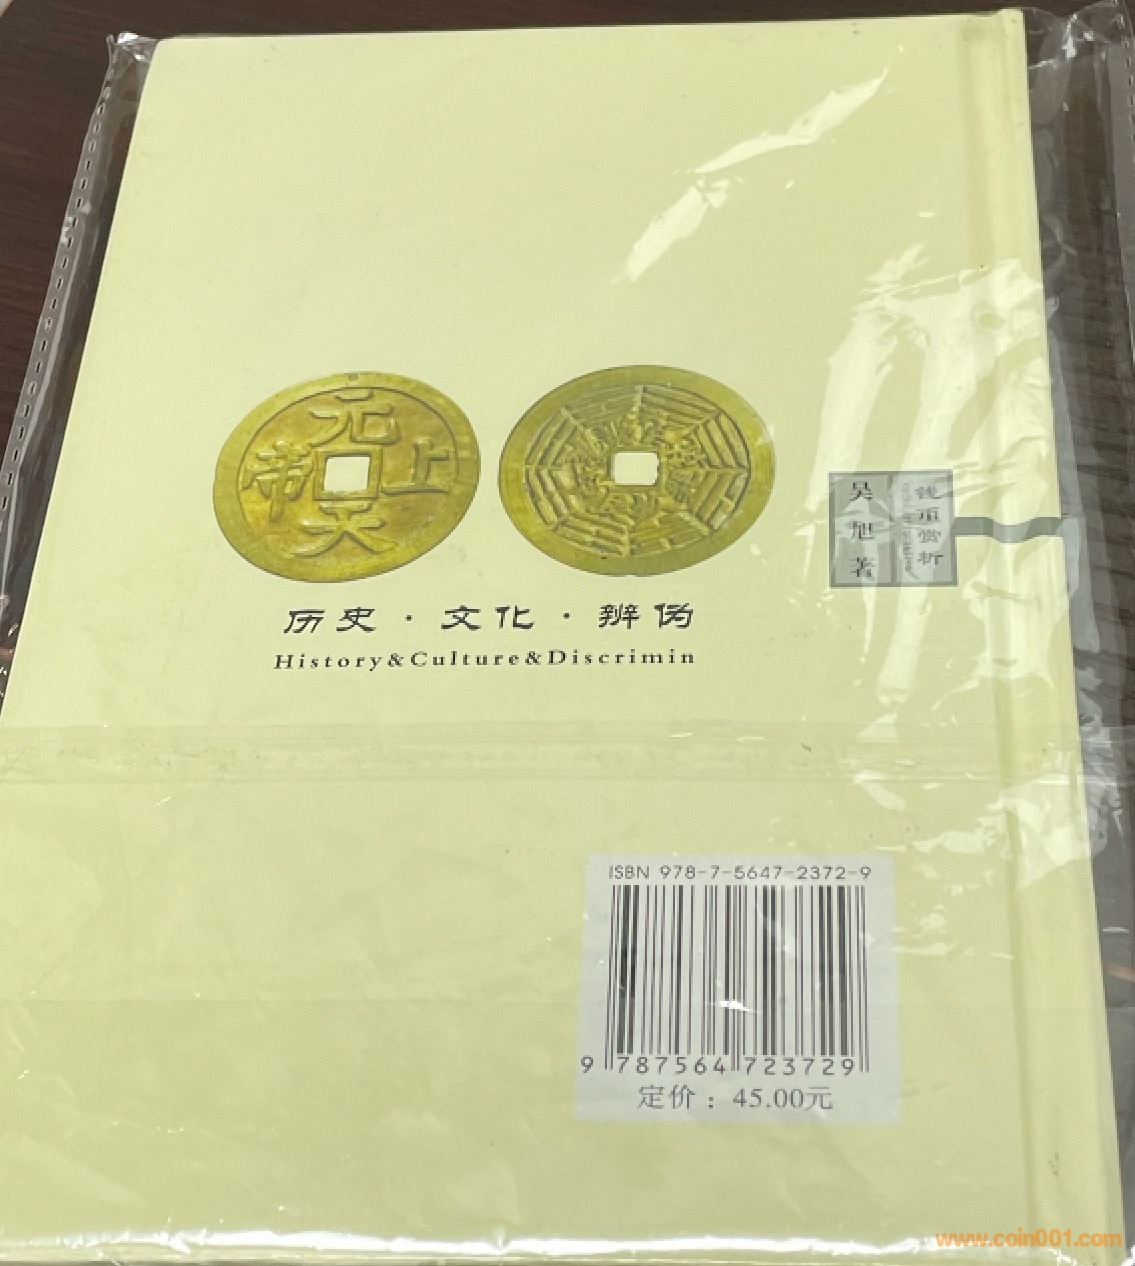 元
帝 上
天
历史·文化·辨伪
History&Culture&Discrimin
吴旭著
钱币赏析
ISBN 978-7-5647-2372-9
9 787564 723729
定价：45.00元
www.coin001.com